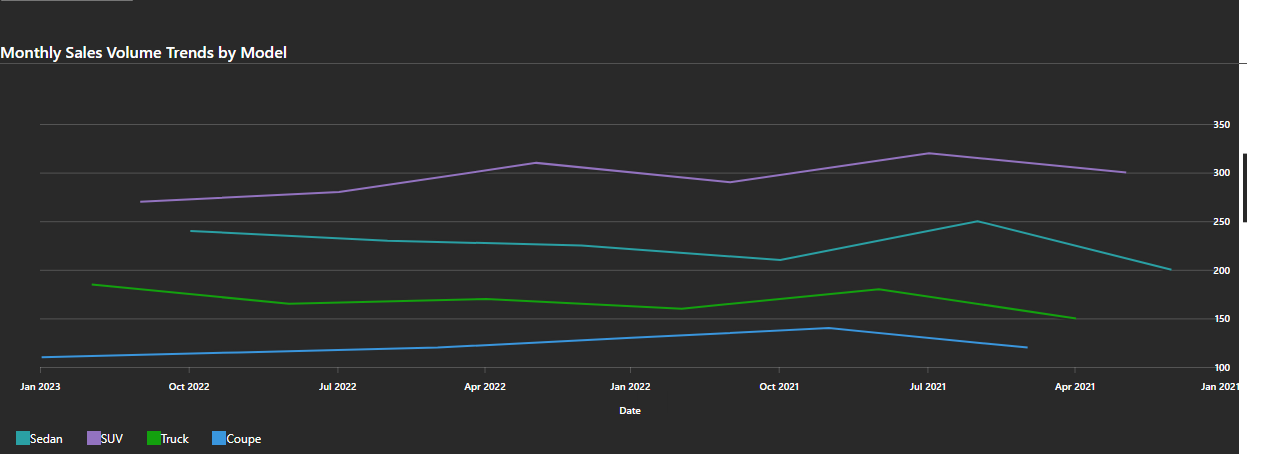 Monthly Sales Volume Trends by Model
350
300
250
200
150
100
Jan 2023 Oct 2022 Jul 2022 Apr 2022 Jan 2022 Oct 2021 Jul 2021 Apr 2021 Jan 2021
Date
Sedan SUV Truck Coupe